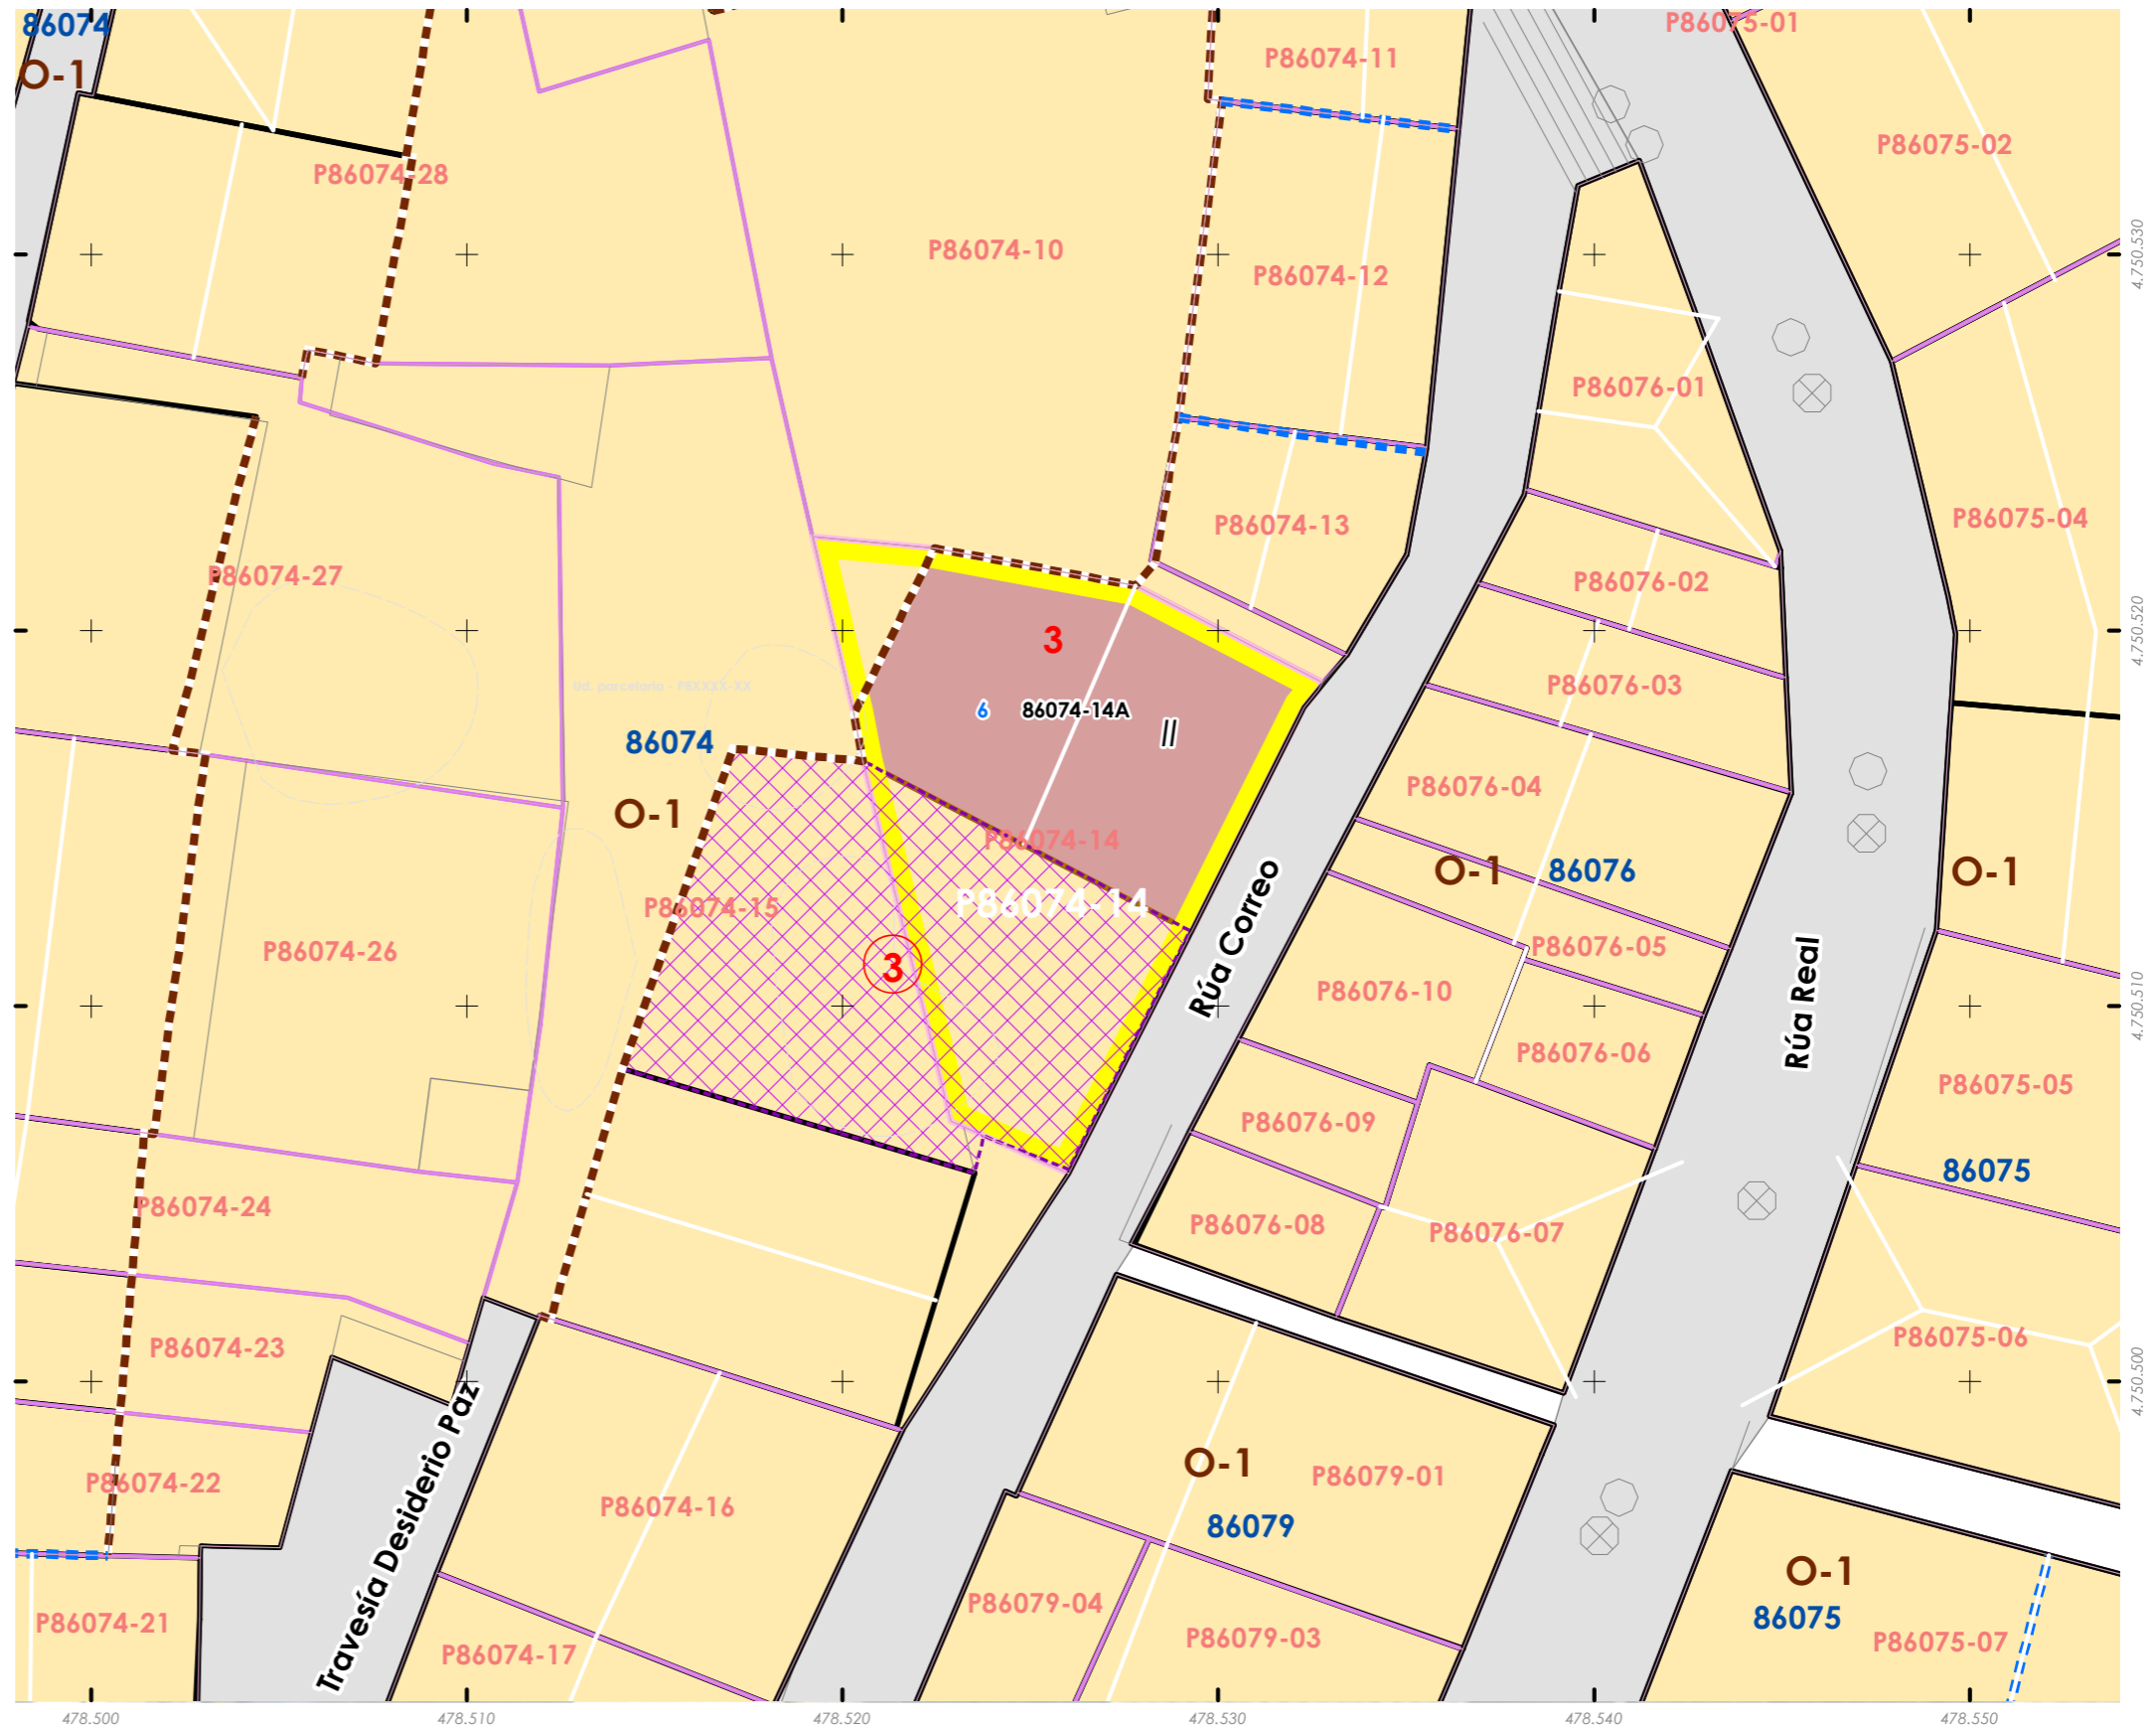 86074
O-1
P86075-01
P86074-11
P86075-02
P86074-28
P86074-10
P86074-12
4.750.530
P86076-01
P86074-13
P86075-04
P86074-27
P86076-02
4.750.520
3
Ud. parcelaria - P8XXXX-XX
P86076-03
6
86074-14A
II
86074
P86076-04
O-1
P86074-14
O-1
86076
O-1
P86074-14
P86074-15
Rúa Correo
P86076-05
P86074-26
3
P86076-10
Rúa Real
4.750.510
P86076-06
P86075-05
P86076-09
86075
P86074-24
P86076-08
P86076-07
P86074-23
P86075-06
4.750.500
Travesía Desiderio Paz
O-1
P86079-01
P86074-22
P86074-16
86079
O-1
P86079-04
86075
P86074-21
P86079-03
P86075-07
P86074-17
478.500
478.510
478.520
478.530
478.540
478.550